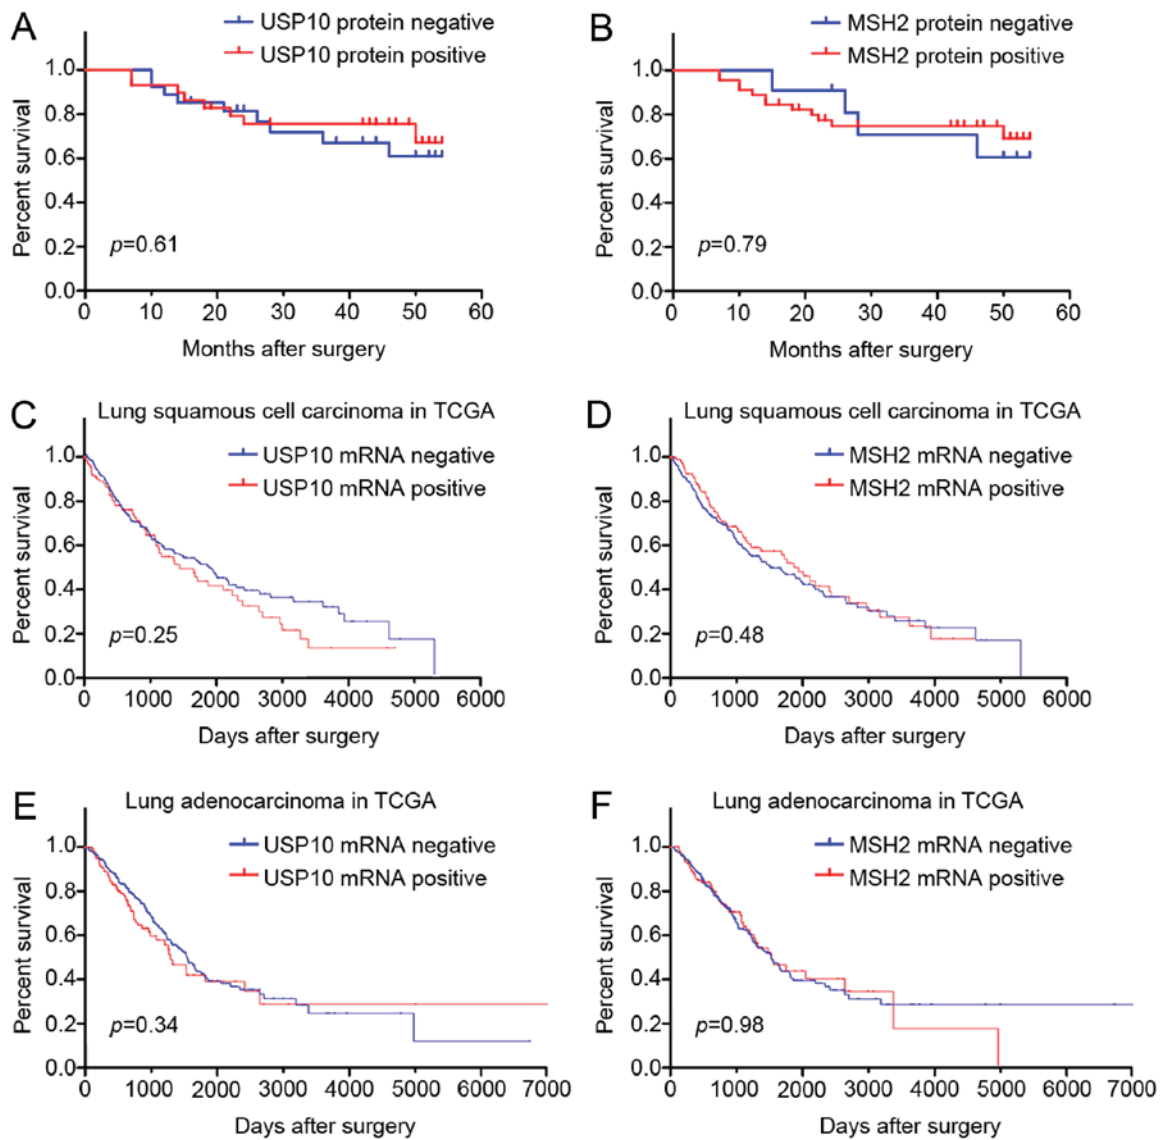 A
USP10 protein negative
USP10 protein positive
Percent survival
1.0
0.8
0.6
0.4
0.2
0.0
p=0.61
0 10 20 30 40 50 60
Months after surgery
B
MSH2 protein negative
MSH2 protein positive
Percent survival
1.0
0.8
0.6
0.4
0.2
0.0
p=0.79
0 10 20 30 40 50 60
Months after surgery
C
Lung squamous cell carcinoma in TCGA
USP10 mRNA negative
USP10 mRNA positive
Percent survival
1.0
0.8
0.6
0.4
0.2
0.0
p=0.25
0 1000 2000 3000 4000 5000 6000
Days after surgery
D
Lung squamous cell carcinoma in TCGA
MSH2 mRNA negative
MSH2 mRNA positive
Percent survival
1.0
0.8
0.6
0.4
0.2
0.0
p=0.48
0 1000 2000 3000 4000 5000 6000
Days after surgery
E
Lung adenocarcinoma in TCGA
USP10 mRNA negative
USP10 mRNA positive
Percent survival
1.0
0.8
0.6
0.4
0.2
0.0
p=0.34
0 1000 2000 3000 4000 5000 6000 7000
Days after surgery
F
Lung adenocarcinoma in TCGA
MSH2 mRNA negative
MSH2 mRNA positive
Percent survival
1.0
0.8
0.6
0.4
0.2
0.0
p=0.98
0 1000 2000 3000 4000 5000 6000 7000
Days after surgery